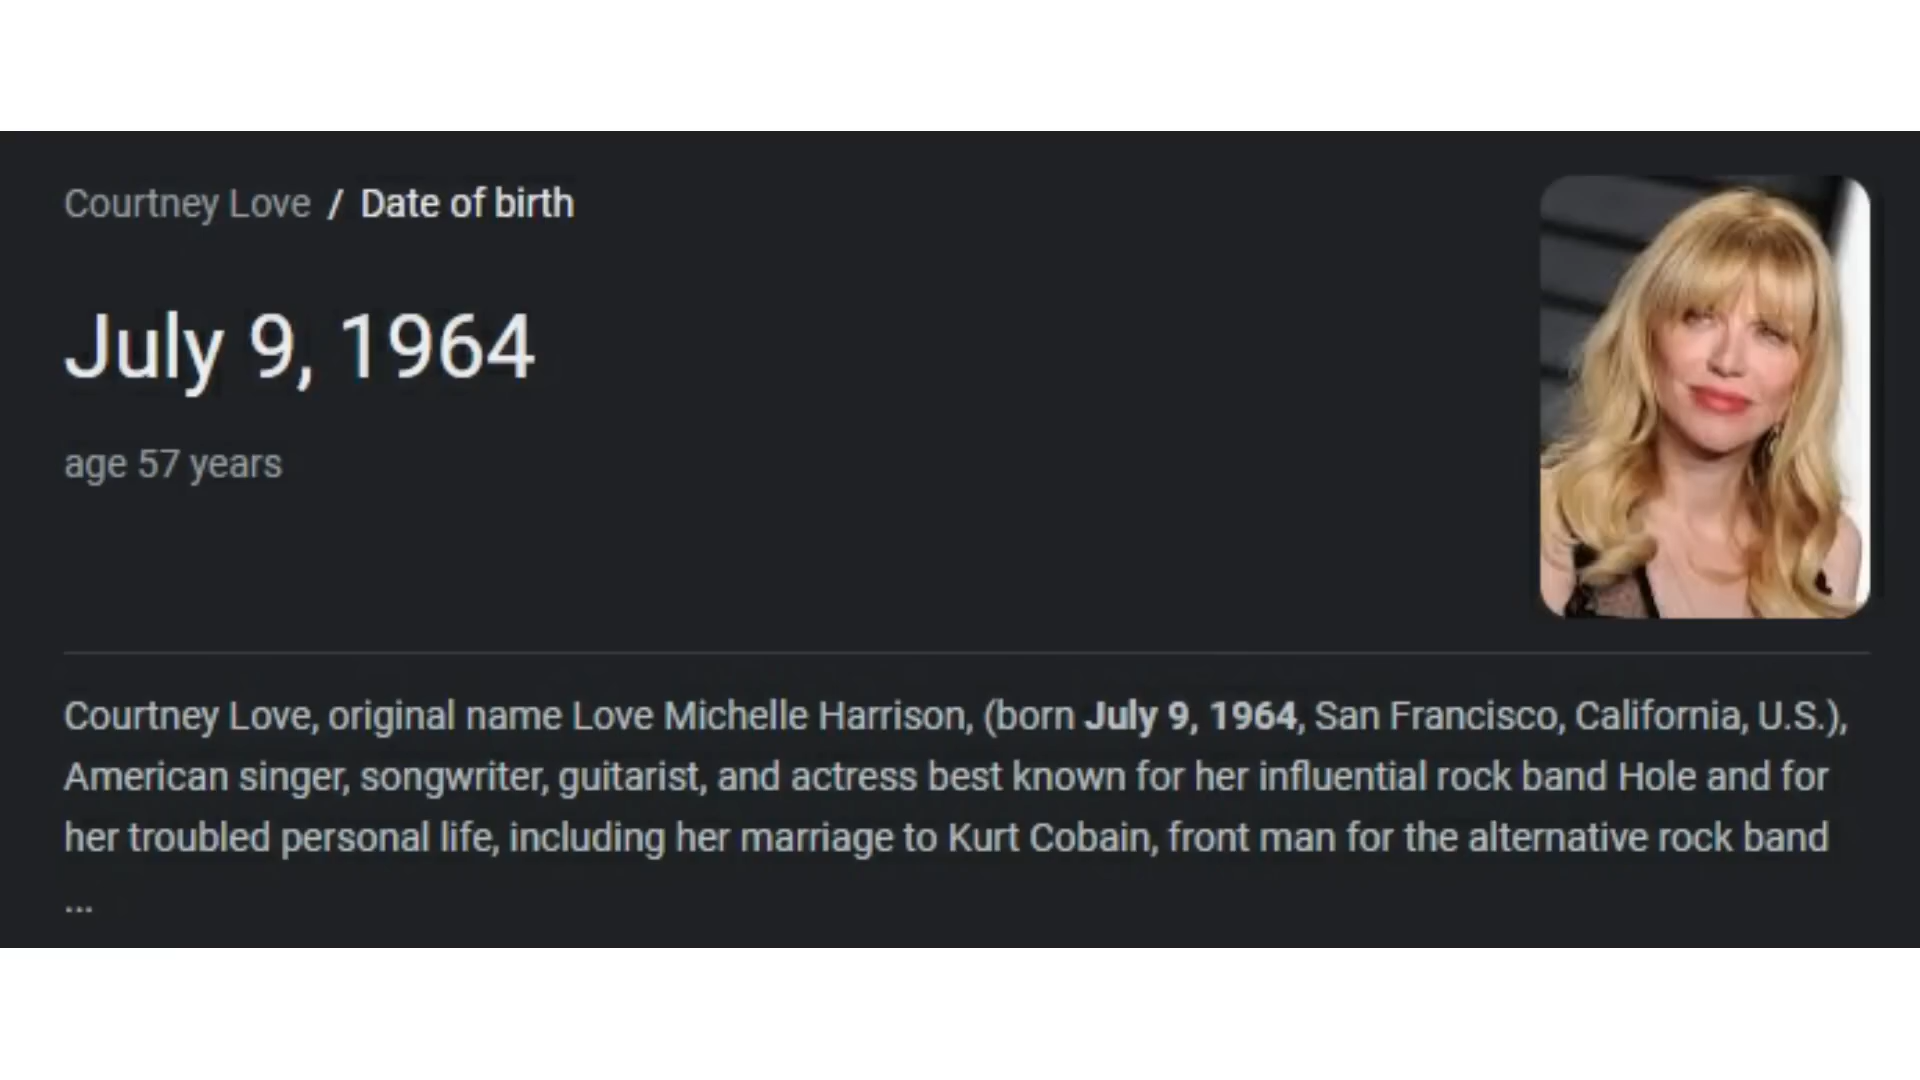 Courtney Love / Date of birth
July 9, 1964
age 57 years
Courtney Love, original name Love Michelle Harrison, (born July 9, 1964, San Francisco, California, U.S.),
American singer, songwriter, guitarist, and actress best known for her influential rock band Hole and for
her troubled personal life, including her marriage to Kurt Cobain, front man for the alternative rock band
...